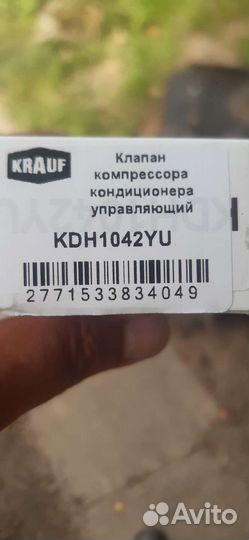 KRAUF
Клапан
компрессора
кондиционера
управляющий
KDH1042YU
2771533834049
Avito